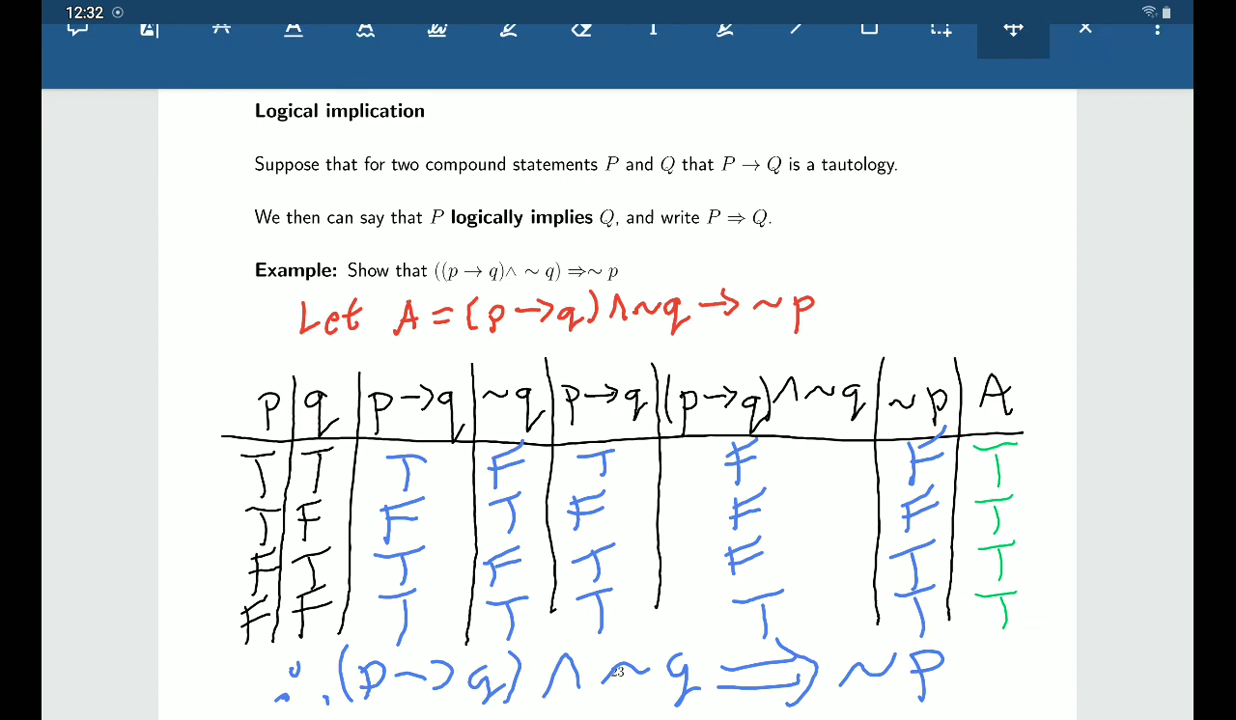 12:32
Logical implication
Suppose that for two compound statements P and Q that P → Q is a tautology.
We then can say that P logically implies Q, and write P ⇒ Q.
Example: Show that ((p → q)∧ ∼ q) ⇒∼ p
Let A = (p → q) ∧ ∼q → ∼p
p q p→q ∼q p→q (p→q)∧∼q ∼p A
T T T F T F F T
T F F T F F F T
F T T F T F T T
F F T T T T T T
∴ (p → q) ∧ ∼ q ⟹ ∼ p
23